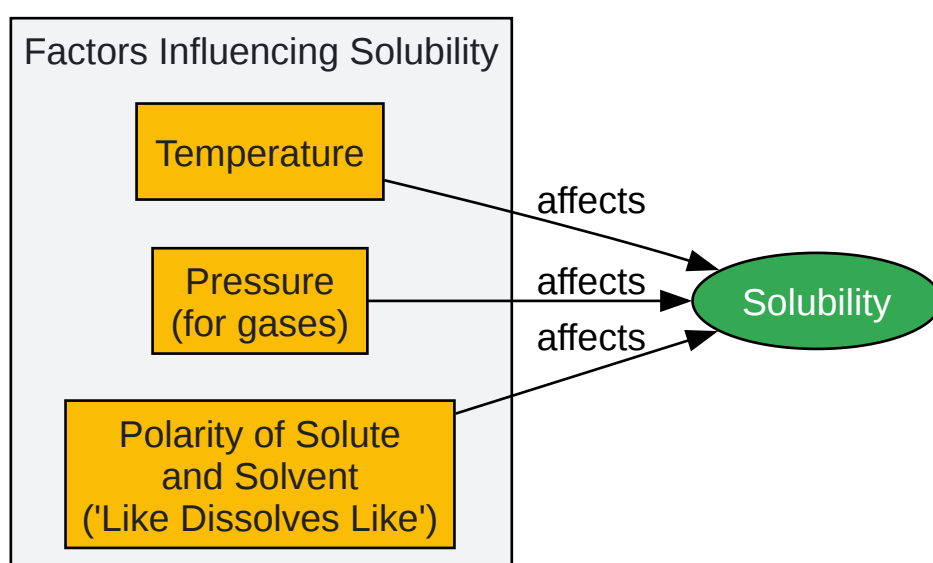 Factors Influencing Solubility
Temperature
affects
Pressure
(for gases)
affects
Solubility
affects
Polarity of Solute
and Solvent
('Like Dissolves Like')